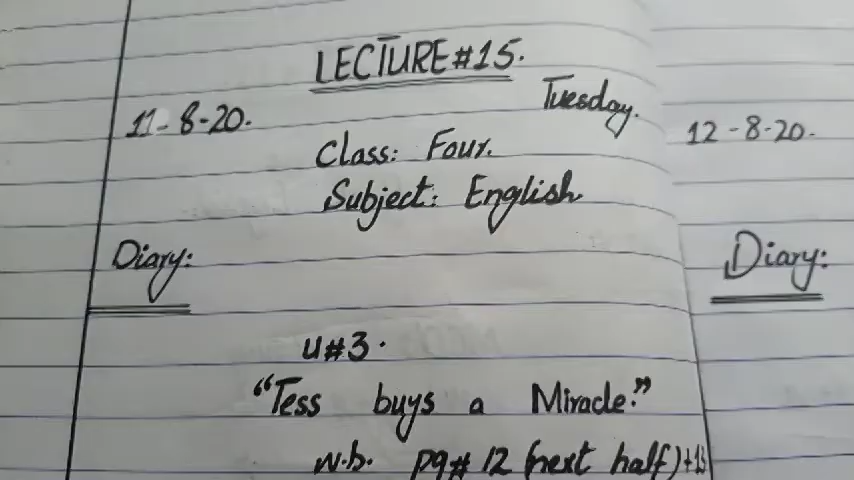 LECTURE #15.
Tuesday.
11-8-20.
Class: Four.
Subject: English
Diary:
U#3.
"Tess buys a Miracle."
w.b. pg# 12 (next half)+13
12-8-20.
Diary: